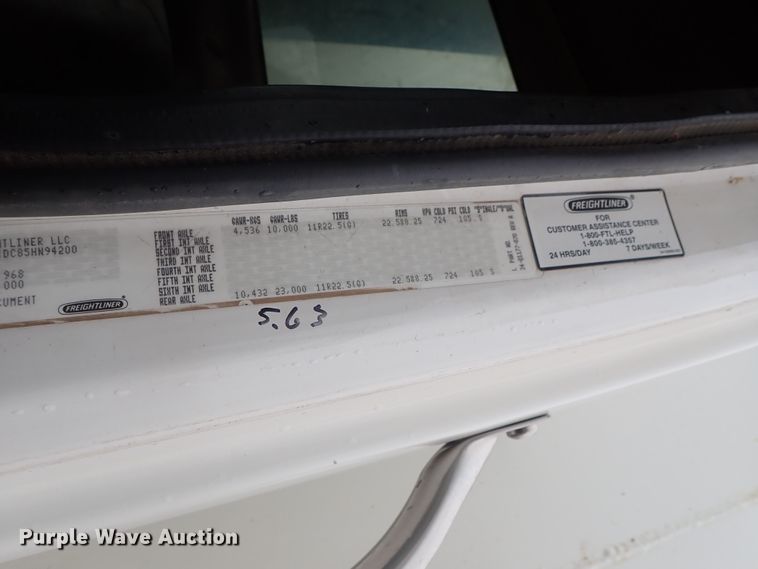 GAWR-KGS GAWR-LBS TIRES RIMS KPA COLD PSI COLD
FRONT AXLE 4,536 10,000 11R22.5(G) 22.5X8.25 724 105 S
FIRST INT AXLE
SECOND INT AXLE
THIRD INT AXLE
FOURTH INT AXLE
FIFTH INT AXLE
SIXTH INT AXLE
REAR AXLE 10,432 23,000 11R22.5(G) 22.5X8.25 724 105 S
HTLINER LLC
DC85HN94200
968
000
CUMENT
FREIGHTLINER
PART NO
5.63
FREIGHTLINER
FOR
CUSTOMER ASSISTANCE CENTER
1-800-FTL-HELP
1-800-385-4357
24 HRS/DAY 7 DAYS/WEEK
Purple Wave Auction